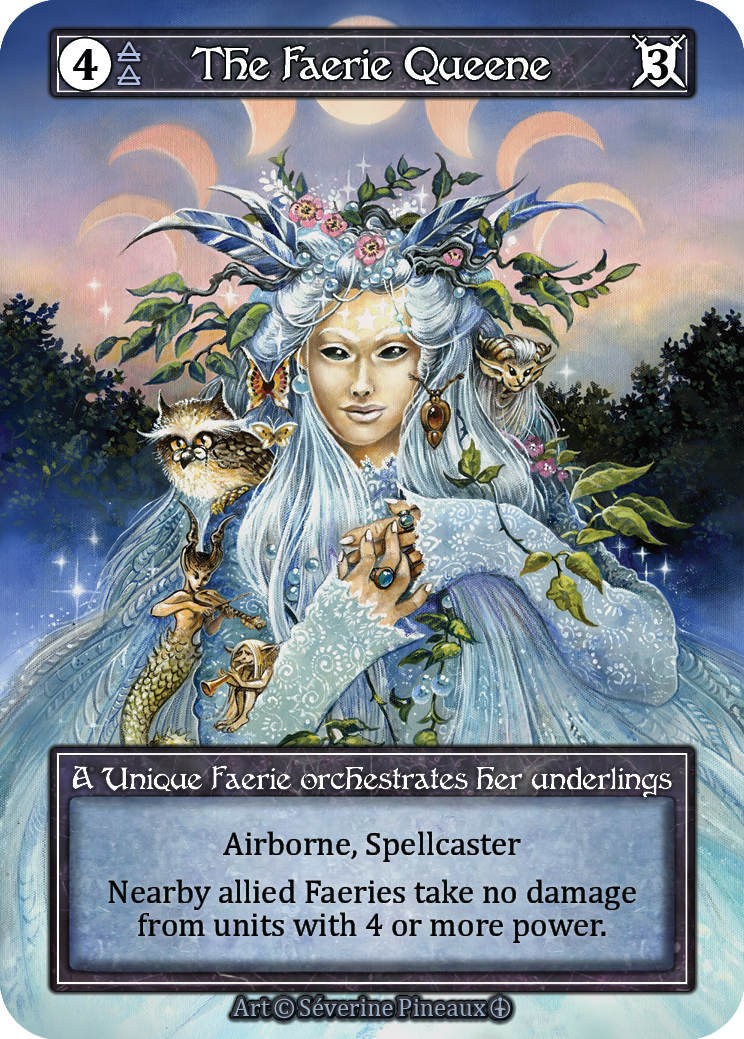 4 The Faerie Queene 3
A Unique Faerie orchestrates her underlings
Airborne, Spellcaster
Nearby allied Faeries take no damage
from units with 4 or more power.
Art © Séverine Pineaux